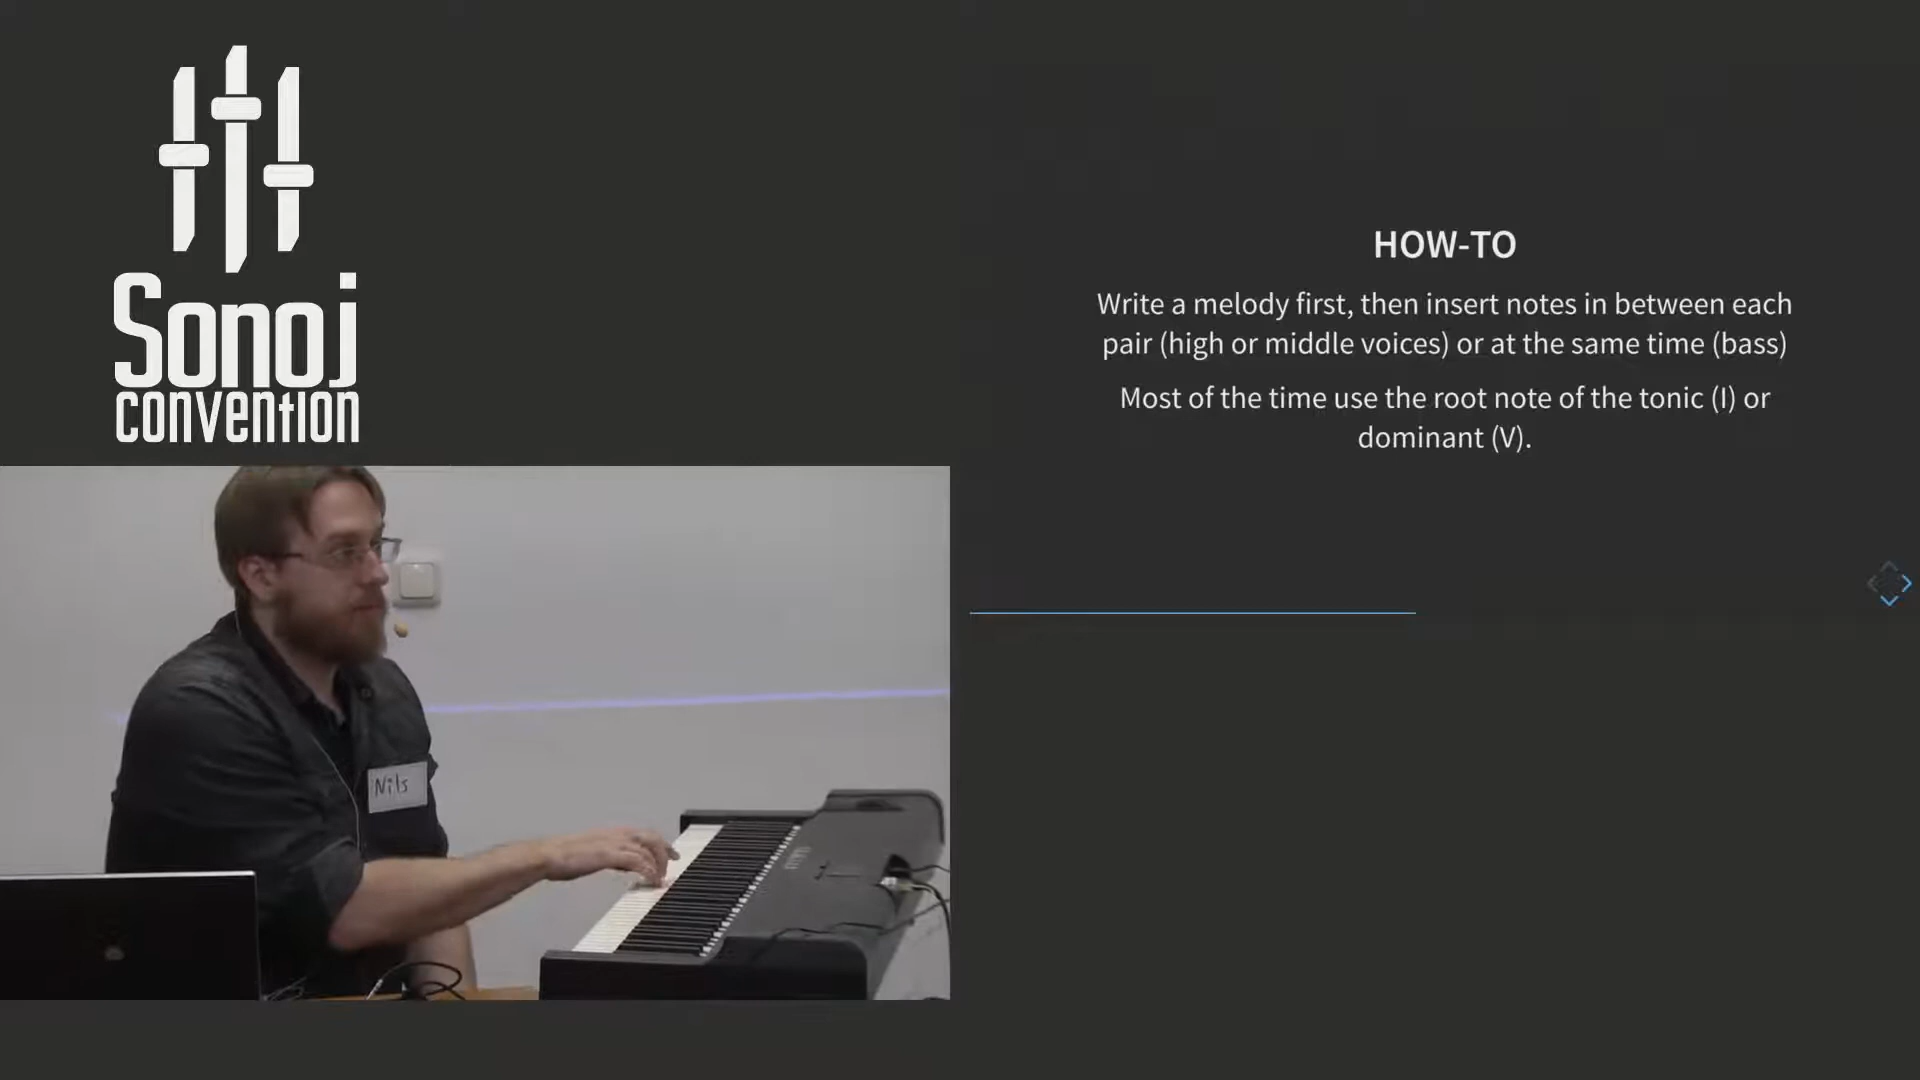 Sonoj
convention
HOW-TO
Write a melody first, then insert notes in between each
pair (high or middle voices) or at the same time (bass)
Most of the time use the root note of the tonic (I) or
dominant (V).
Nils